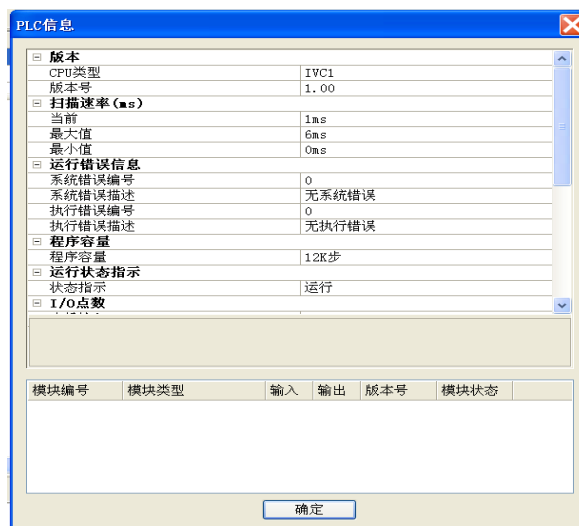 PLC信息
版本
CPU类型 IVC1
版本号 1.00
扫描速率(ms)
当前 1ms
最大值 6ms
最小值 0ms
运行错误信息
系统错误编号 0
系统错误描述 无系统错误
执行错误编号 0
执行错误描述 无执行错误
程序容量
程序容量 12K步
运行状态指示
状态指示 运行
I/O点数
模块编号 模块类型 输入 输出 版本号 模块状态
确定